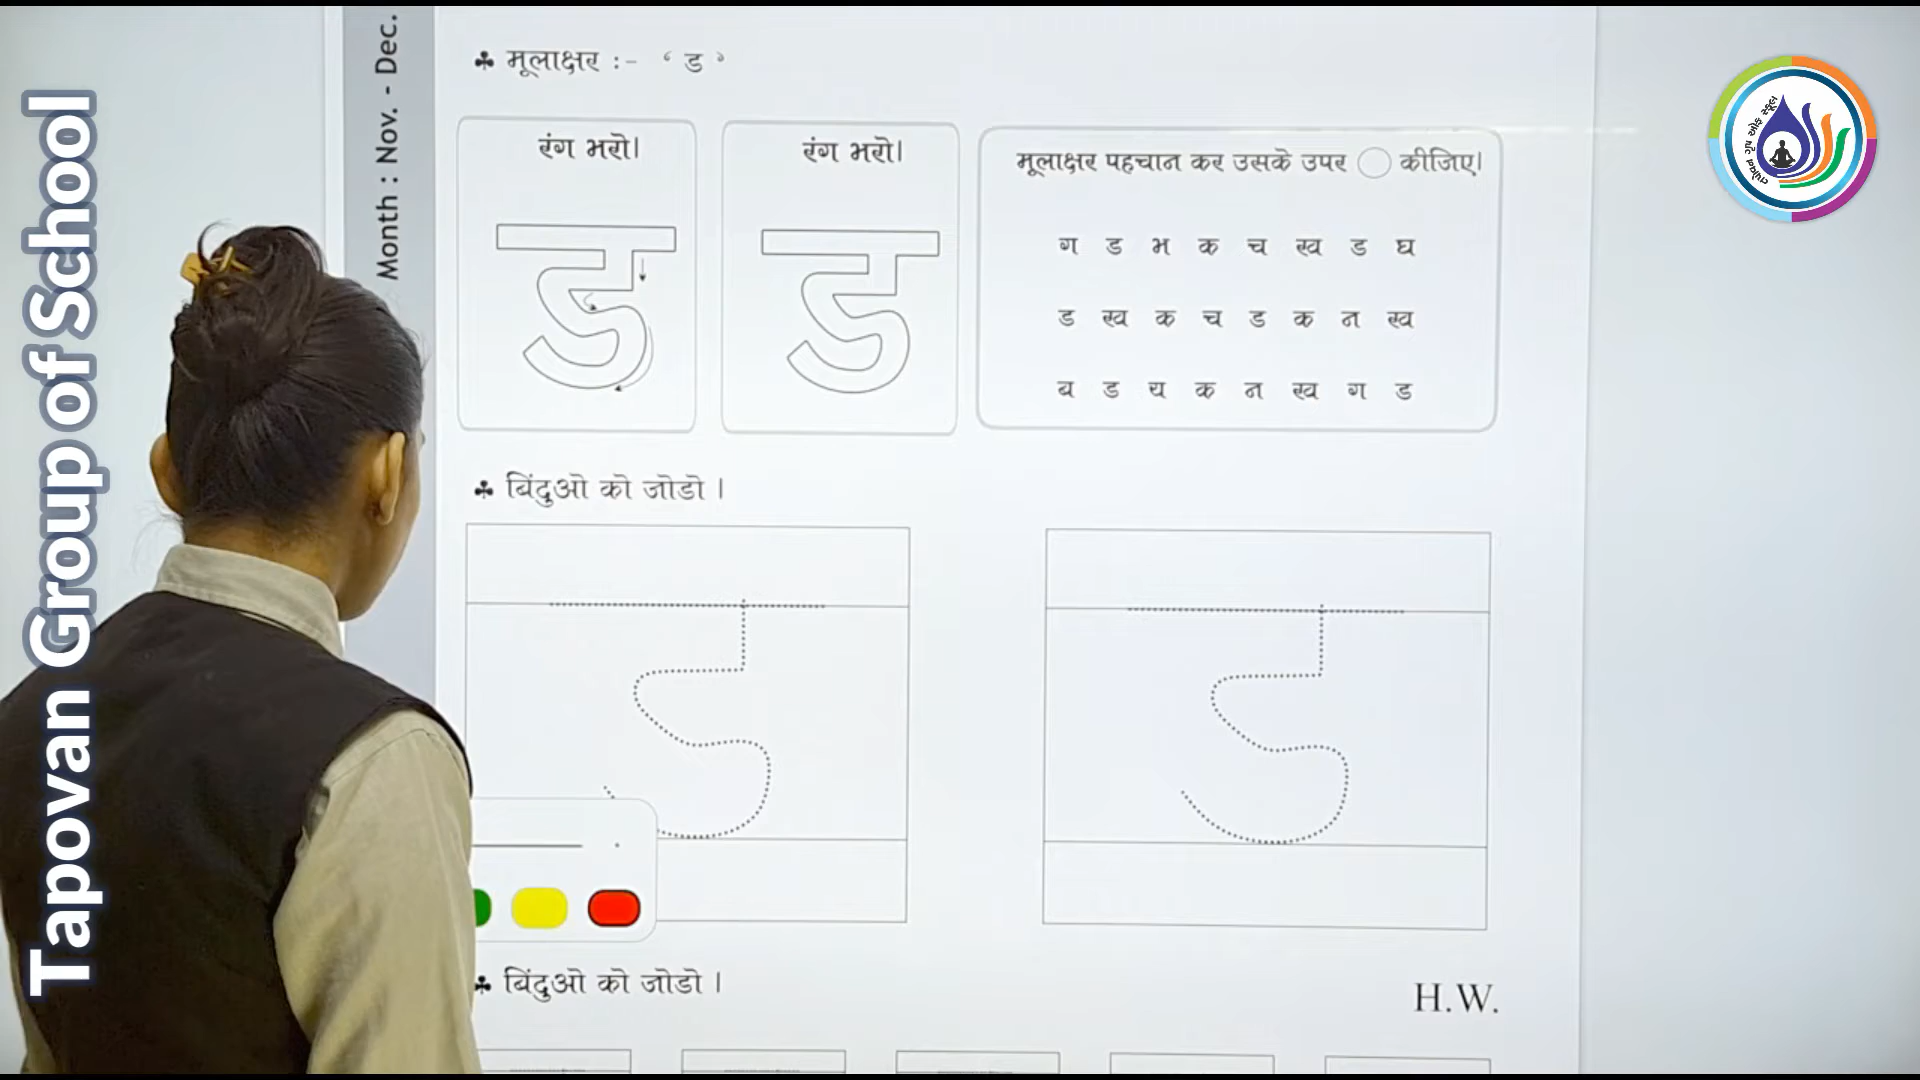 Tapovan Group of School
Month : Nov. - Dec.
♣ मूलाक्षर :- ‘ ड ’
रंग भरो।
ड
रंग भरो।
ड
मूलाक्षर पहचान कर उसके उपर ◯ कीजिए।
ग ड भ क च ख ड घ
ड ख क च ड क न ख
ब ड य क न ख ग ड
♣ बिंदुओ को जोडो ।
ड
ड
♣ बिंदुओ को जोडो ।
H.W.